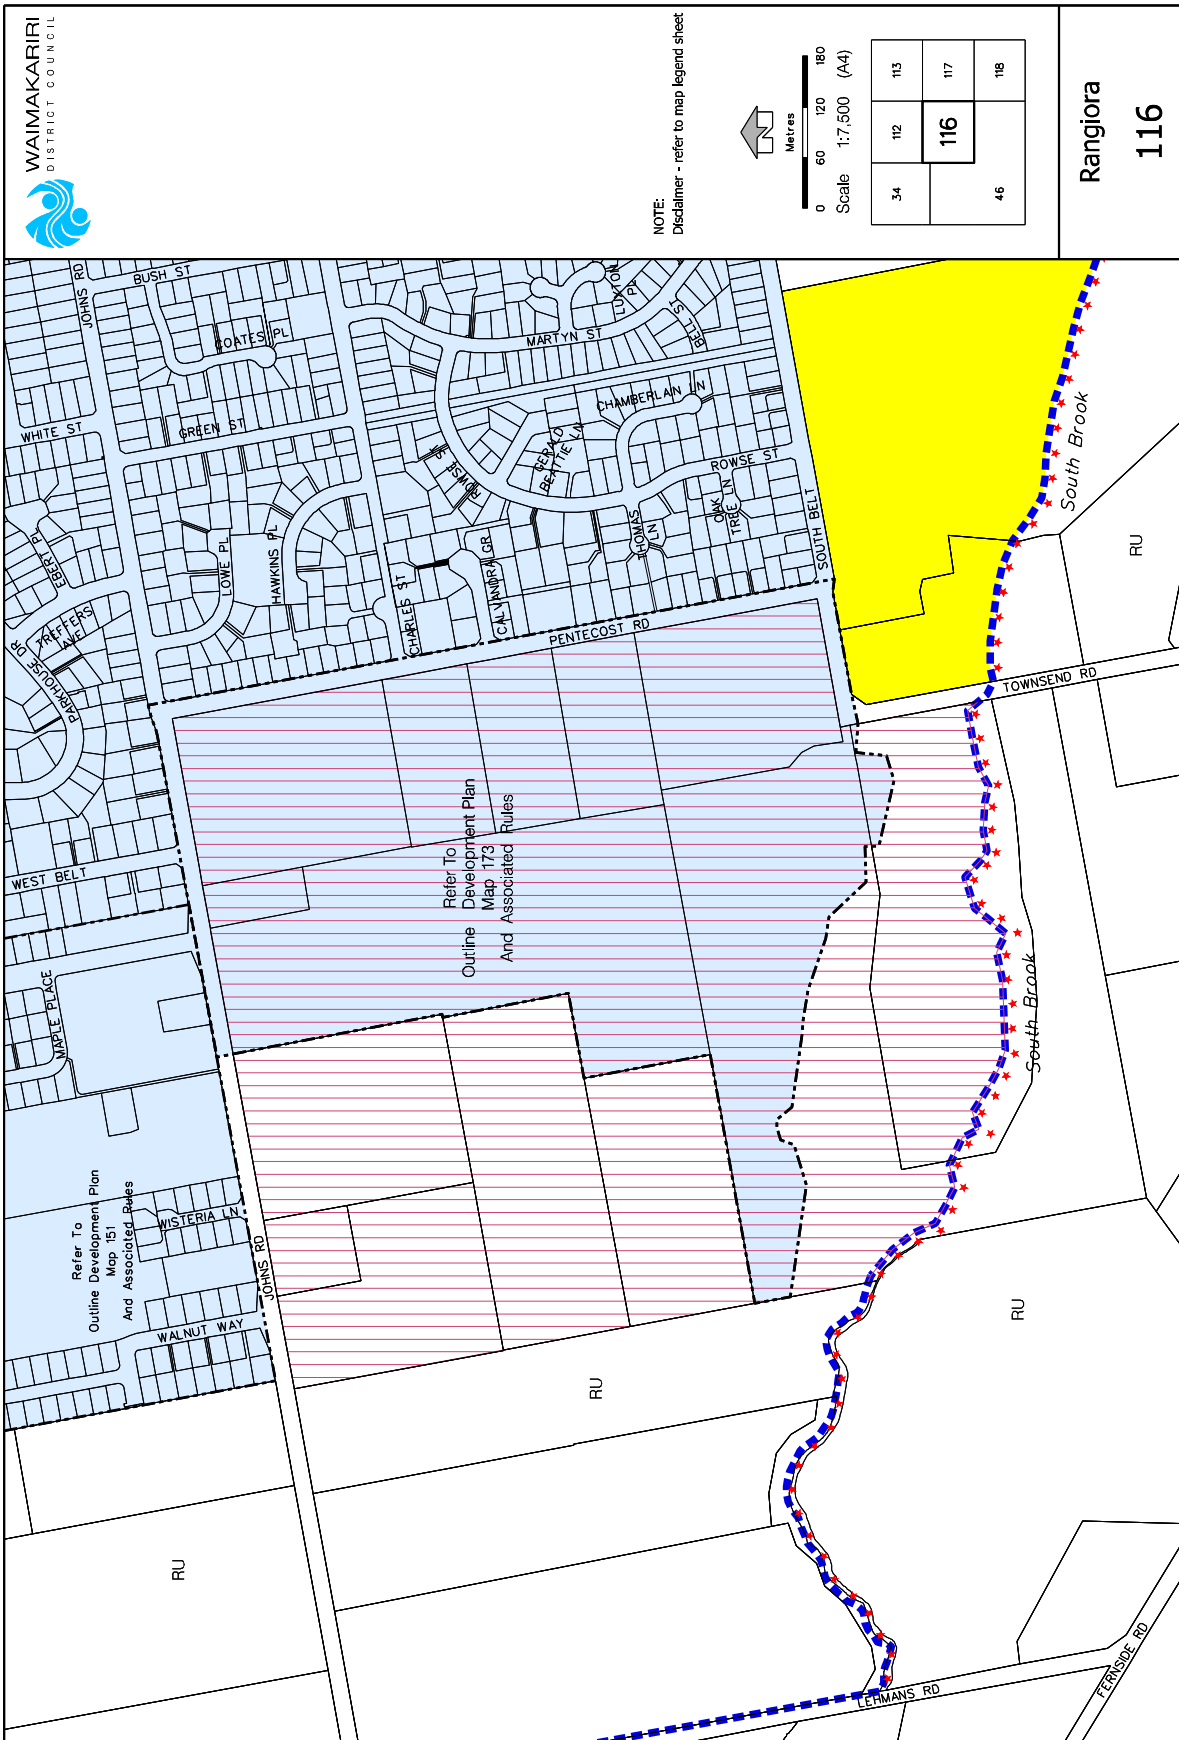 WAIMAKARIRI
DISTRICT COUNCIL
NOTE:
Disclaimer - refer to map legend sheet
N
Metres
0 60 120 180
Scale 1:7,500 (A4)
34 112 113
116 117
46 118
Rangiora
116
JOHNS RD
BUSH ST
COATES PL
WHITE ST
GREEN ST
MARTYN ST
LUXTON
PL
BELL ST
CHAMBERLAIN LN
GERALD
BEATTIE LN
ROWSE ST
ROWSE ST
OAK
TREE LN
THOMAS
LN
SOUTH BELT
EBERT PL
LOWE PL
HAWKINS PL
CHARLES ST
CALVANDRA GR
TREFFERS
AVE
PARKHOUSE DR
PENTECOST RD
WEST BELT
MAPLE PLACE
Refer To
Outline Development Plan
Map 173
And Associated Rules
Refer To
Outline Development Plan
Map 151
And Associated Rules
WISTERIA LN
WALNUT WAY
JOHNS RD
TOWNSEND RD
South Brook
South Brook
RU
RU
RU
RU
LEHMANS RD
FERNSIDE RD